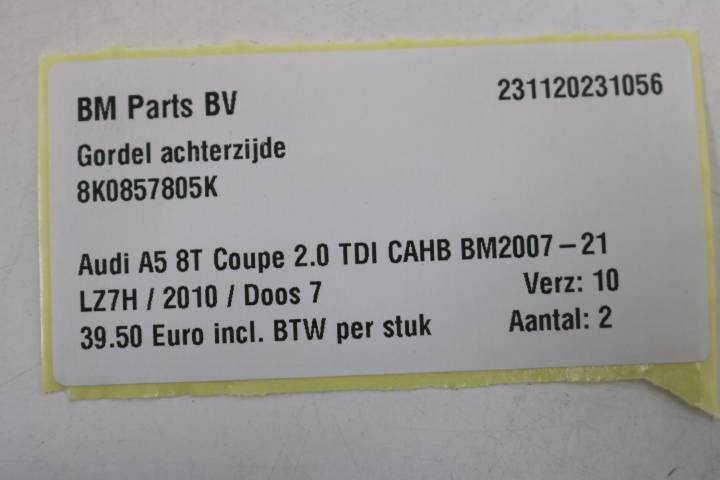 BM Parts BV 231120231056
Gordel achterzijde
8K0857805K
Audi A5 8T Coupe 2.0 TDI CAHB BM2007-21
LZ7H / 2010 / Doos 7 Verz: 10
39.50 Euro incl. BTW per stuk Aantal: 2